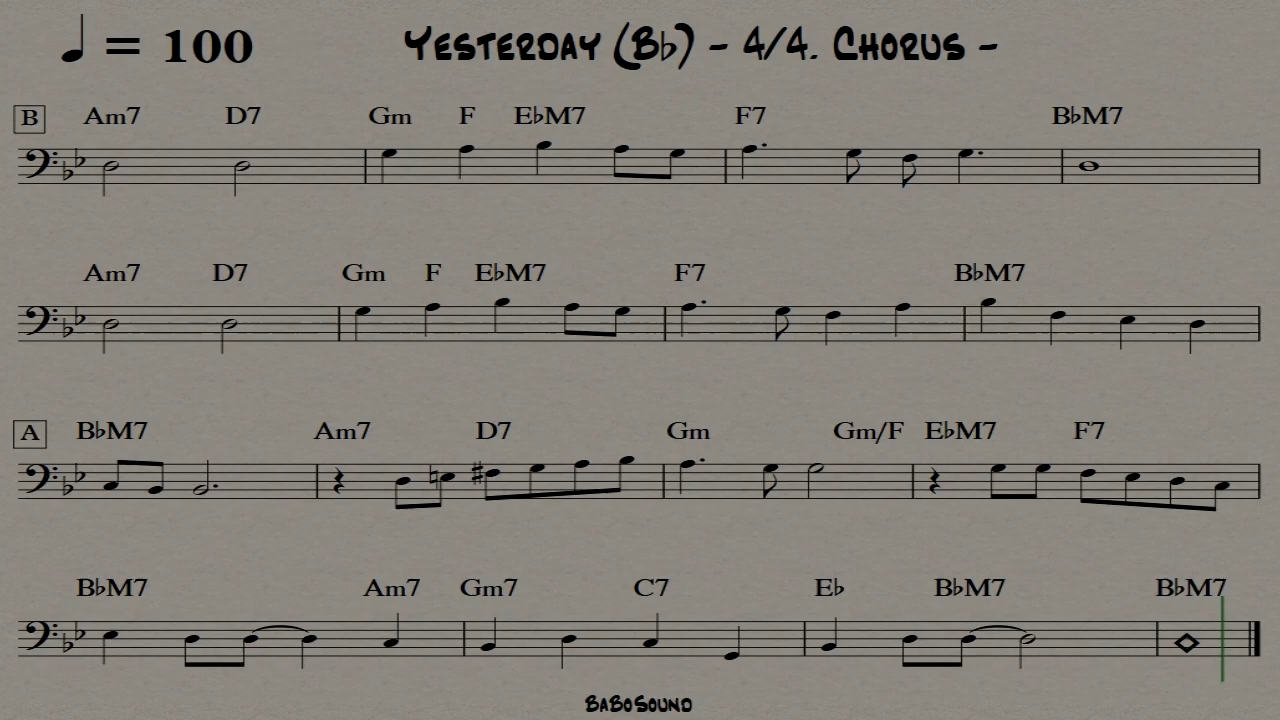 ♩ = 100 Yesterday (B♭) - 4/4. Chorus -
B Am7 D7 Gm F E♭M7 F7 B♭M7
Am7 D7 Gm F E♭M7 F7 B♭M7
A B♭M7 Am7 D7 Gm Gm/F E♭M7 F7
B♭M7 Am7 Gm7 C7 E♭ B♭M7 B♭M7
BaBoSound